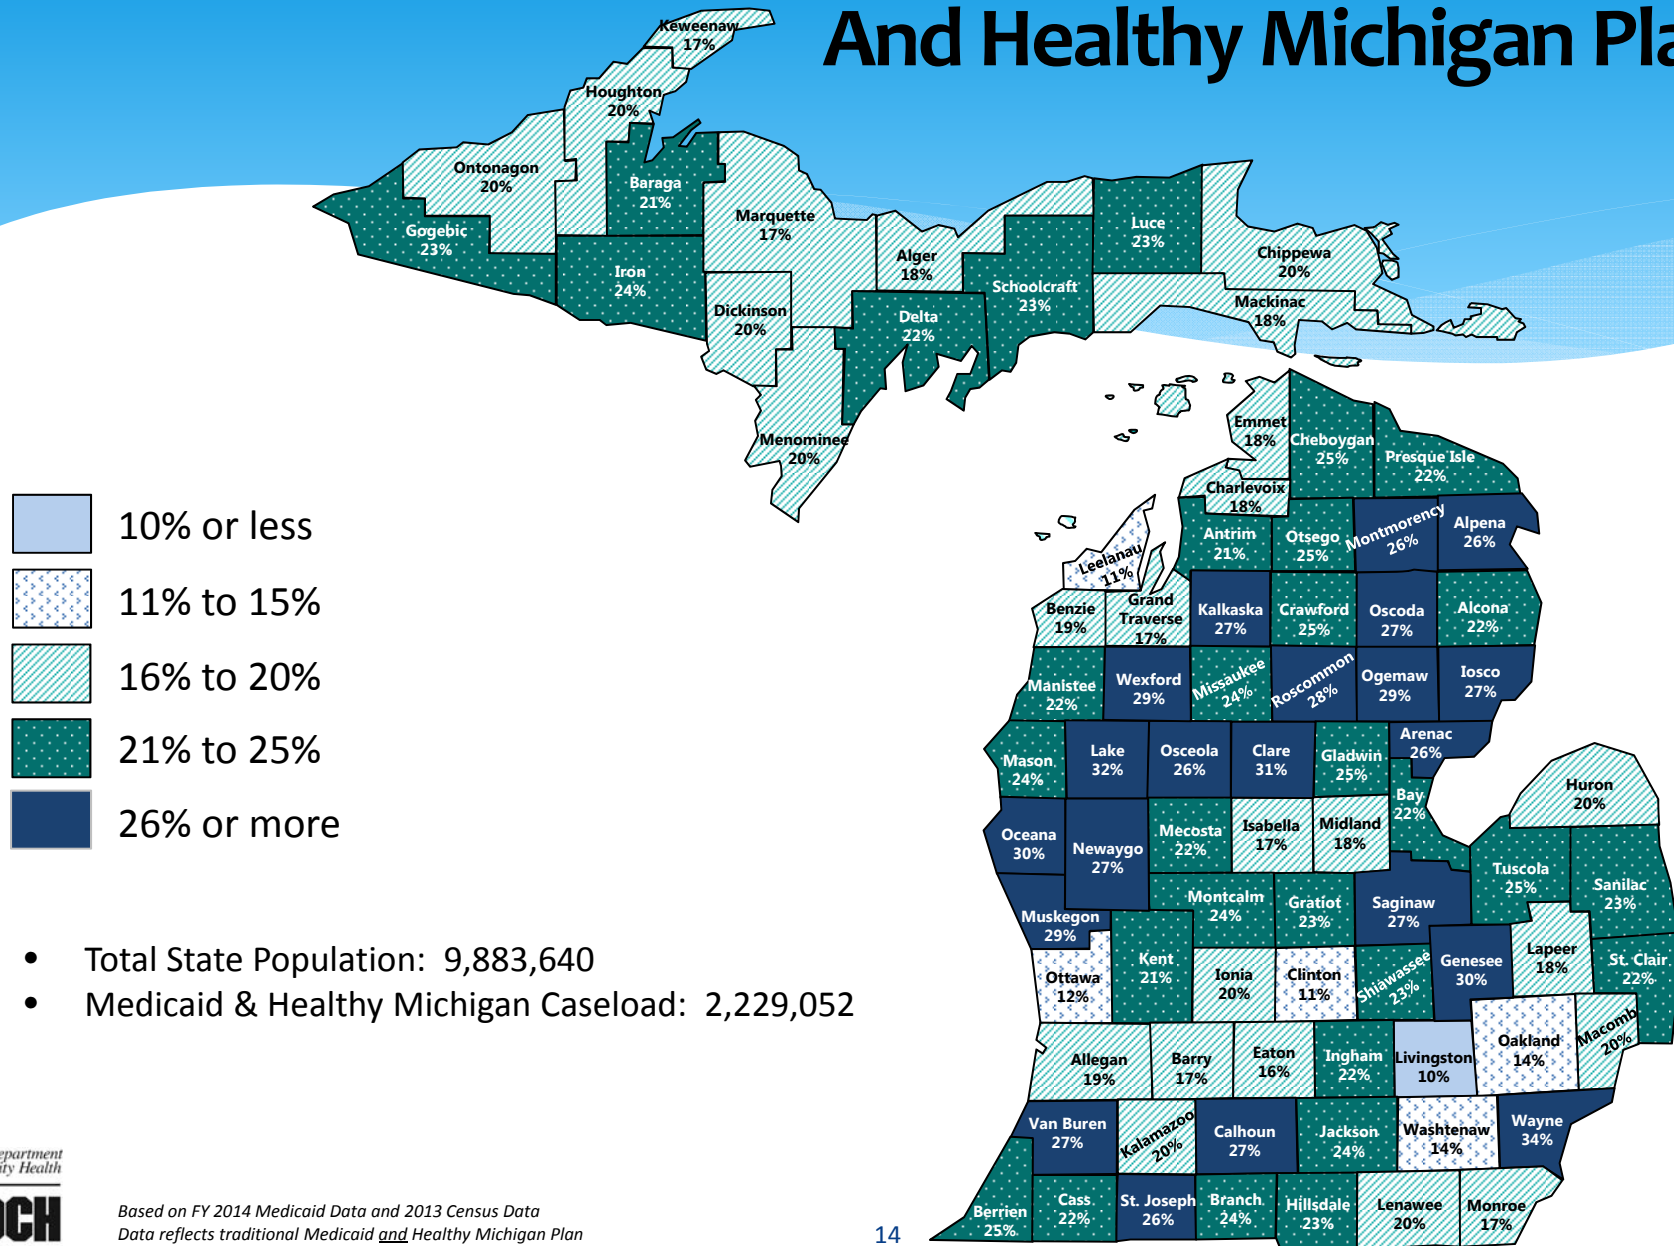 And Healthy Michigan Pla
Keweenaw
17%
Houghton
20%
Ontonagon
20%
Baraga
21%
Gogebic
23%
Iron
24%
Marquette
17%
Dickinson
20%
Menominee
20%
Alger
18%
Delta
22%
Schoolcraft
23%
Luce
23%
Chippewa
20%
Mackinac
18%
Emmet
18%
Cheboygan
25%
Presque Isle
22%
Charlevoix
18%
Antrim
21%
Otsego
25%
Montmorency
26%
Alpena
26%
Leelanau
11%
Benzie
19%
Grand
Traverse
17%
Kalkaska
27%
Crawford
25%
Oscoda
27%
Alcona
22%
Manistee
22%
Wexford
29%
Missaukee
24%
Roscommon
28%
Ogemaw
29%
Iosco
27%
Mason
24%
Lake
32%
Osceola
26%
Clare
31%
Gladwin
25%
Arenac
26%
Bay
22%
Huron
20%
Oceana
30%
Newaygo
27%
Mecosta
22%
Isabella
17%
Midland
18%
Tuscola
25%
Sanilac
23%
Muskegon
29%
Montcalm
24%
Gratiot
23%
Saginaw
27%
Ottawa
12%
Kent
21%
Ionia
20%
Clinton
11%
Shiawassee
23%
Genesee
30%
Lapeer
18%
St. Clair
22%
Allegan
19%
Barry
17%
Eaton
16%
Ingham
22%
Livingston
10%
Oakland
14%
Macomb
20%
Van Buren
27%
Kalamazoo
20%
Calhoun
27%
Jackson
24%
Washtenaw
14%
Wayne
34%
Berrien
25%
Cass
22%
St. Joseph
26%
Branch
24%
Hillsdale
23%
Lenawee
20%
Monroe
17%
10% or less
11% to 15%
16% to 20%
21% to 25%
26% or more
• Total State Population: 9,883,640
• Medicaid & Healthy Michigan Caseload: 2,229,052
epartment
ity Health
CH
Based on FY 2014 Medicaid Data and 2013 Census Data
Data reflects traditional Medicaid and Healthy Michigan Plan
14